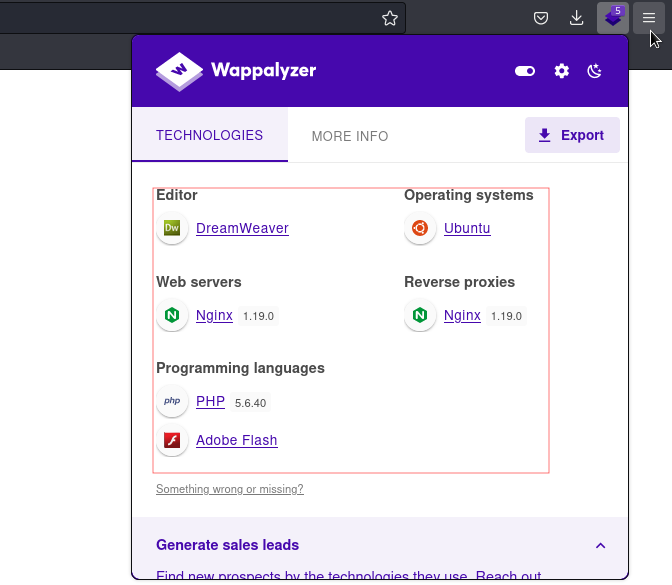 5
Wappalyzer
TECHNOLOGIES
MORE INFO
Export
Editor
Dw
DreamWeaver
Operating systems
Ubuntu
Web servers
Nginx 1.19.0
Reverse proxies
Nginx 1.19.0
Programming languages
php
PHP 5.6.40
Adobe Flash
Something wrong or missing?
Generate sales leads
Find new prospects by the technologies they use. Reach out